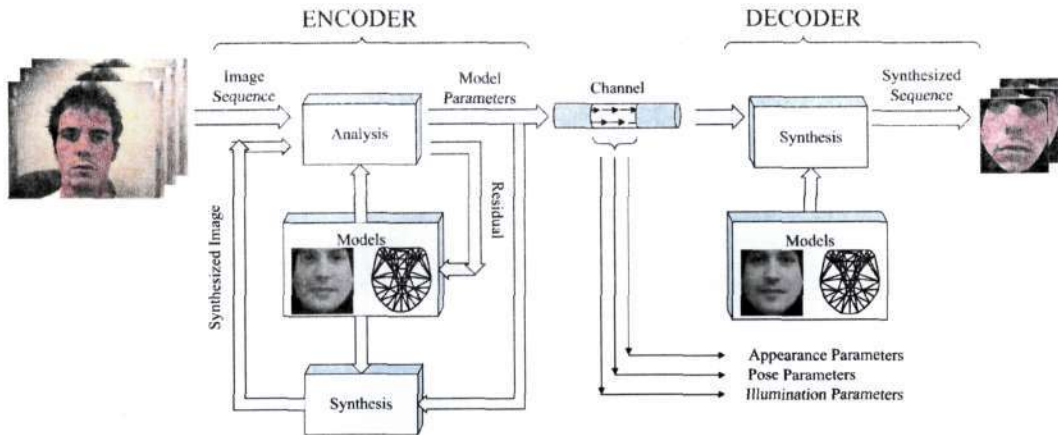 ENCODER
DECODER
Image
Sequence
Model
Parameters
Channel
Synthesized
Sequence
Analysis
Synthesis
Residual
Synthesized Image
Models
Models
Synthesis
Appearance Parameters
Pose Parameters
Illumination Parameters